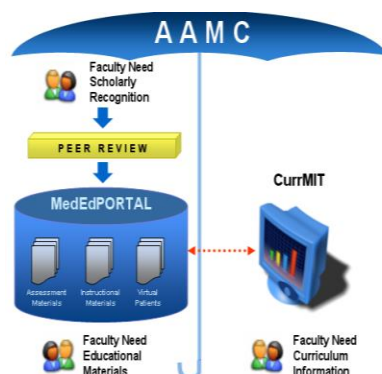 AAMC
Faculty Need
Scholarly
Recognition
PEER REVIEW
CurrMIT
MedEdPORTAL
Assessment
Materials
Instructional
Materials
Virtual
Patients
Faculty Need
Educational
Materials
Faculty Need
Curriculum
Information